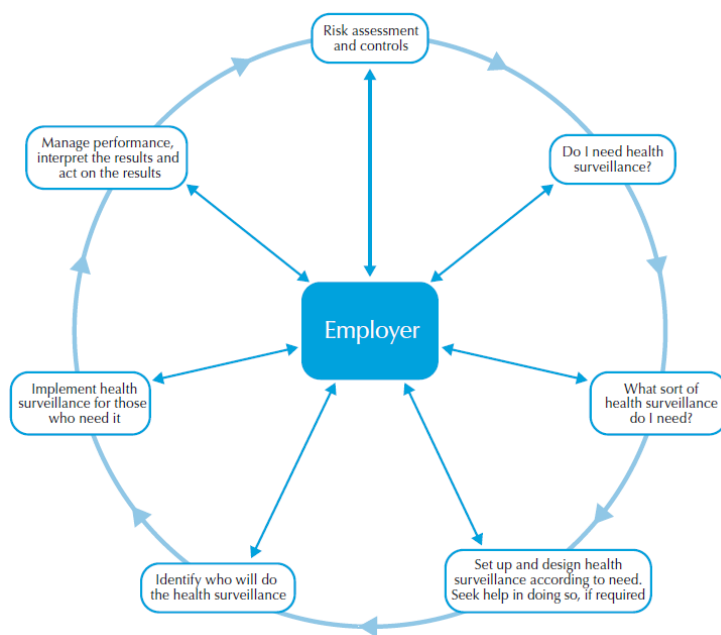 Risk assessment
and controls
Do I need health
surveillance?
What sort of
health surveillance
do I need?
Set up and design health
surveillance according to need.
Seek help in doing so, if required
Identify who will do
the health surveillance
Implement health
surveillance for those
who need it
Manage performance,
interpret the results and
act on the results
Employer